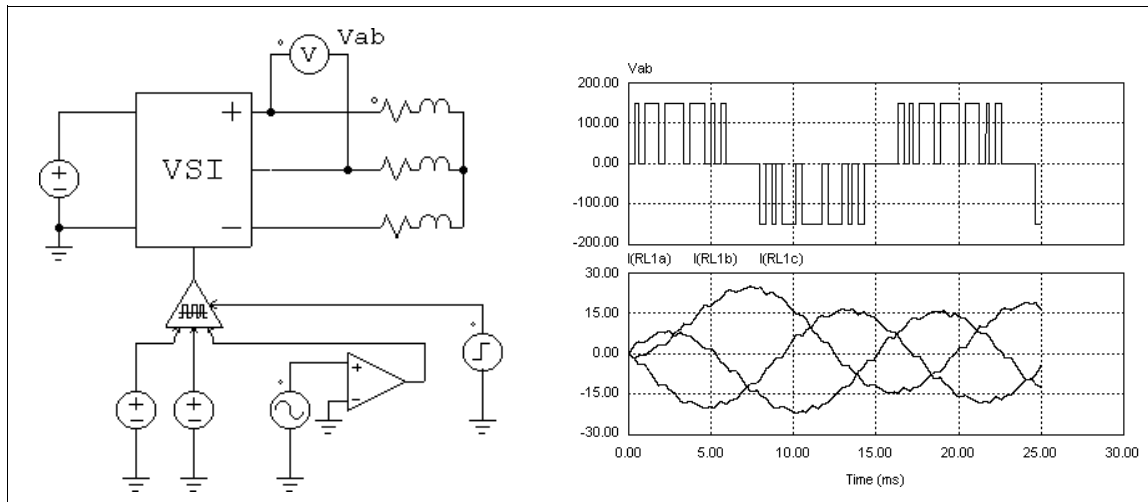 Vab
V
VSI
Vab
200.00
100.00
0.00
-100.00
-200.00
I(RL1a) I(RL1b) I(RL1c)
30.00
15.00
0.00
-15.00
-30.00
0.00 5.00 10.00 15.00 20.00 25.00 30.00
Time (ms)